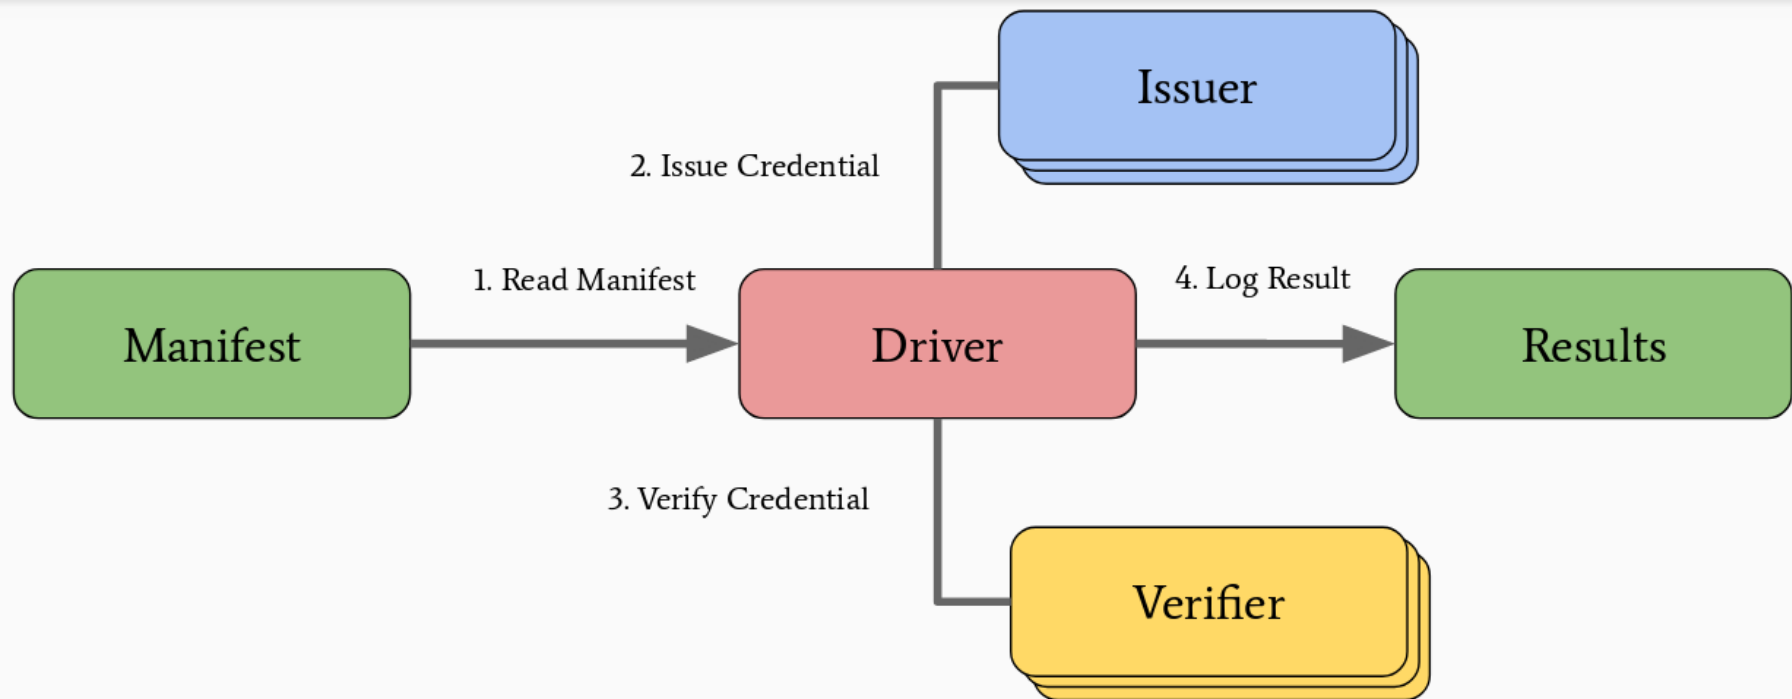 Issuer
2. Issue Credential
1. Read Manifest
4. Log Result
Manifest
Driver
Results
3. Verify Credential
Verifier